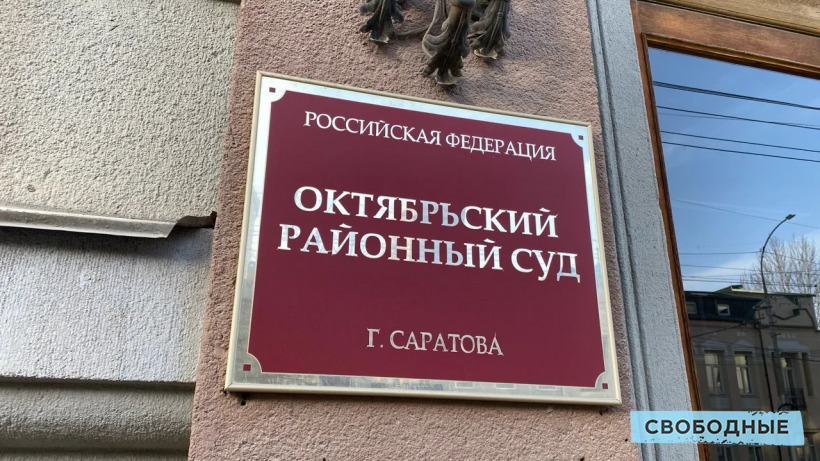 РОССИЙСКАЯ ФЕДЕРАЦИЯ
ОКТЯБРЬСКИЙ
РАЙОННЫЙ СУД
Г. САРАТОВА
СВОБОДНЫЕ